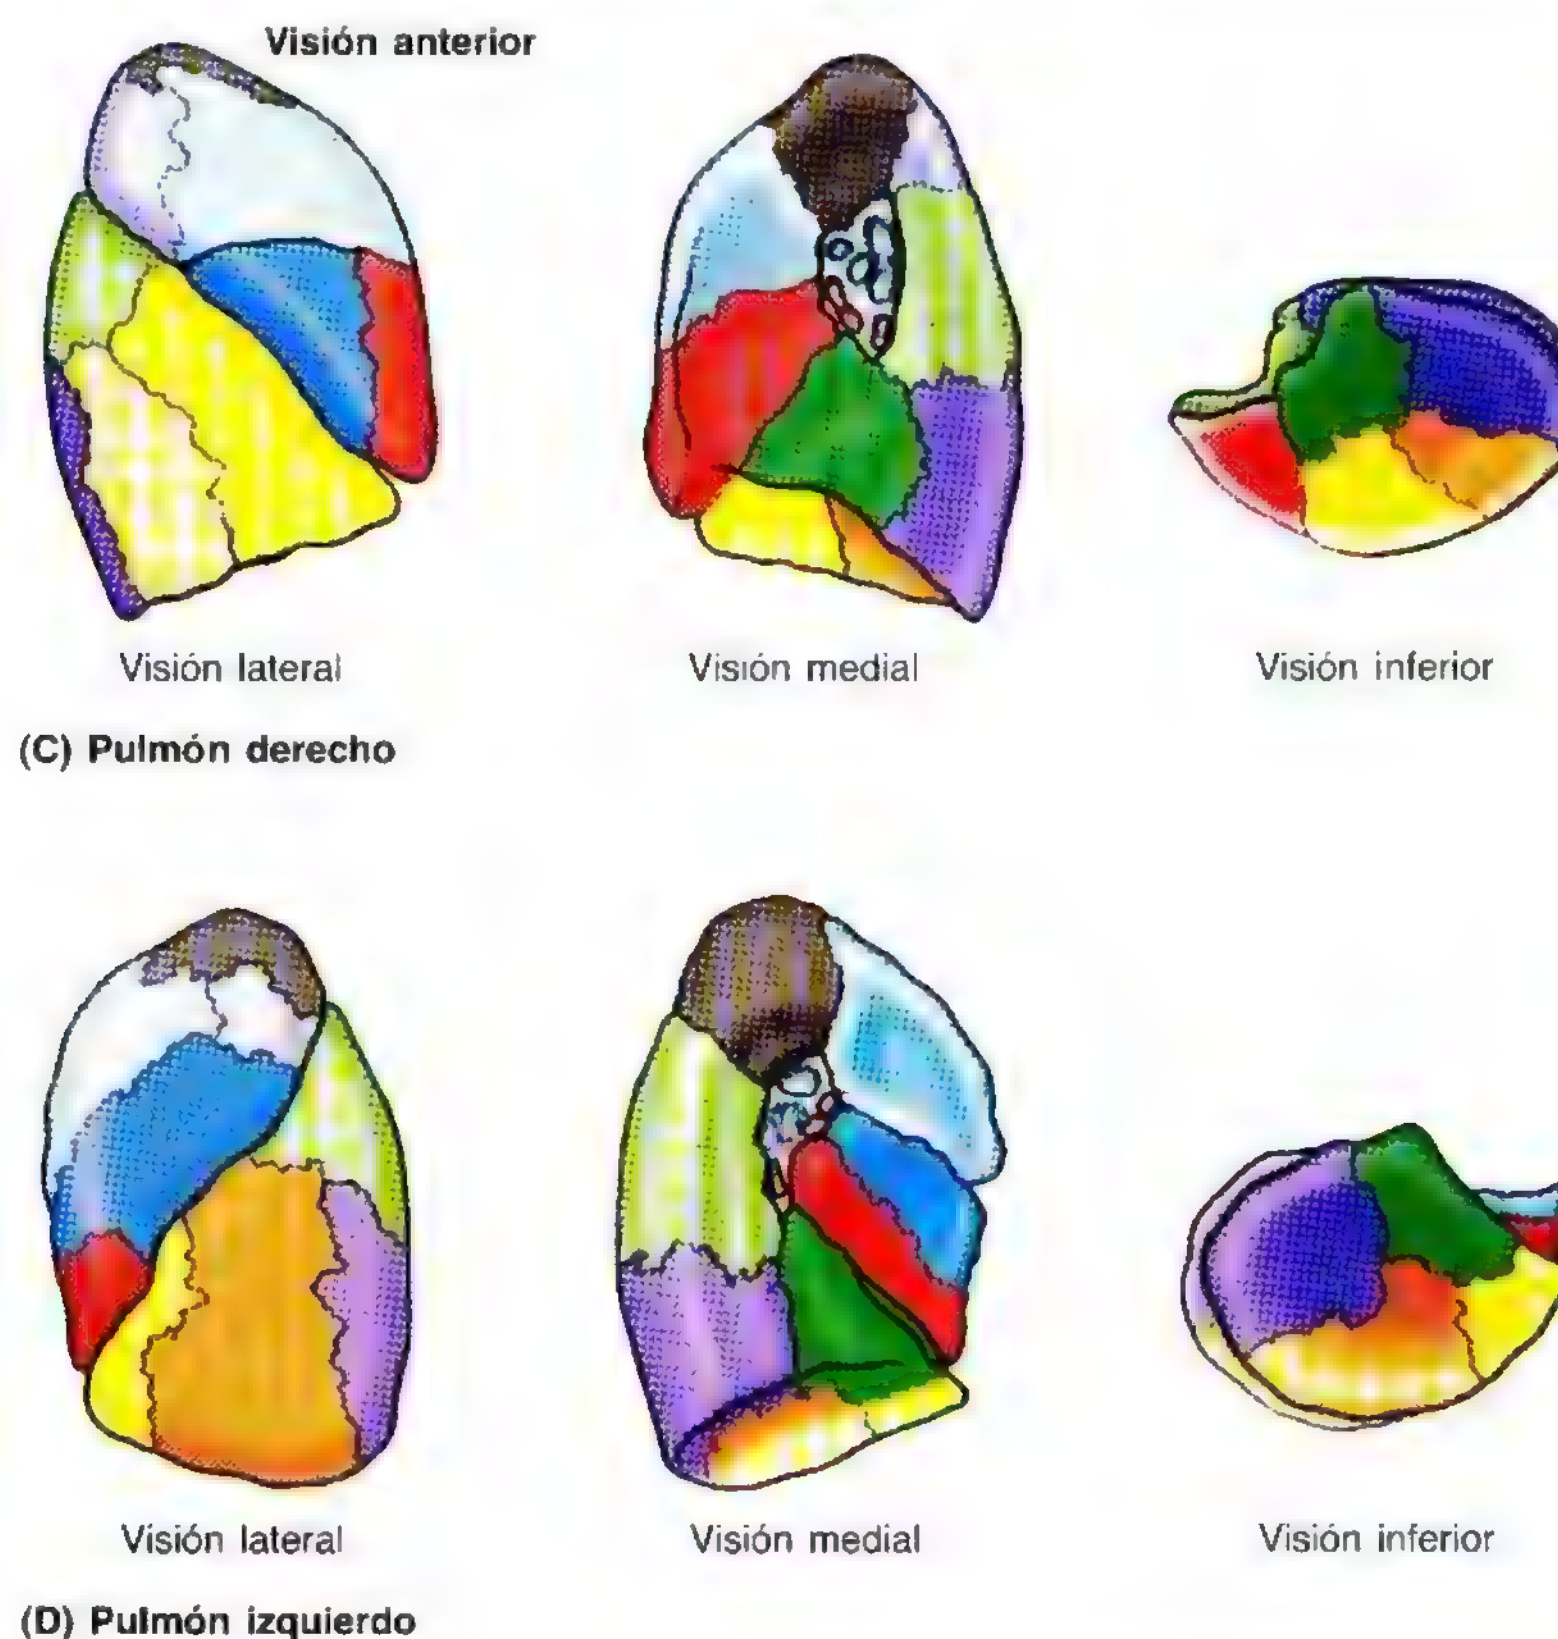 Visión anterior
Visión lateral
Visión medial
Visión inferior
(C) Pulmón derecho
Visión lateral
Visión medial
Visión inferior
(D) Pulmón izquierdo